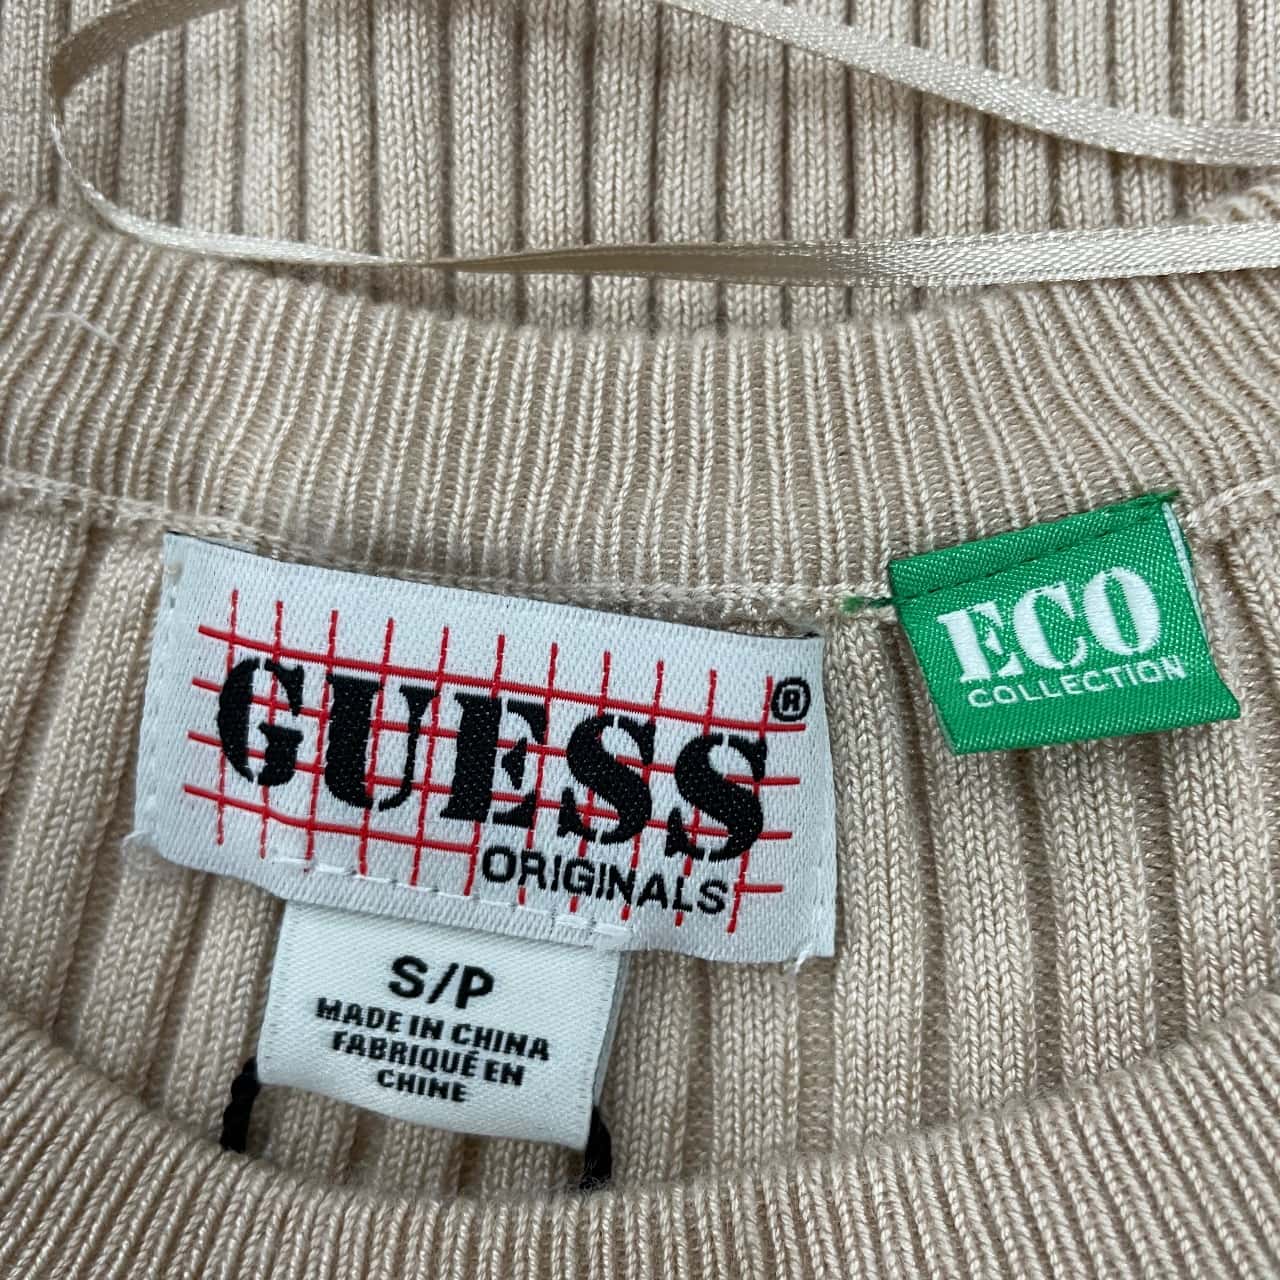 GUESS®
ORIGINALS
ECO
COLLECTION
S/P
MADE IN CHINA
FABRIQUÉ EN
CHINE